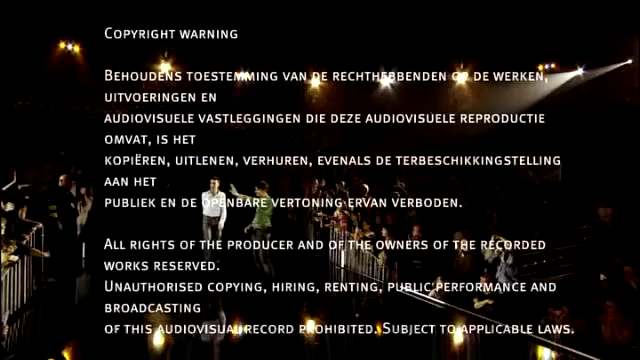 Copyright warning
Behoudens toestemming van de rechthebbenden op de werken,
uitvoeringen en
audiovisuele vastleggingen die deze audiovisuele reproductie
omvat, is het
kopiëren, uitlenen, verhuren, evenals de terbeschikkingstelling
aan het
publiek en de openbare vertoning ervan verboden.
All rights of the producer and of the owners of the recorded
works reserved.
Unauthorised copying, hiring, renting, public performance and
broadcasting
of this audiovisual record prohibited. Subject to applicable laws.